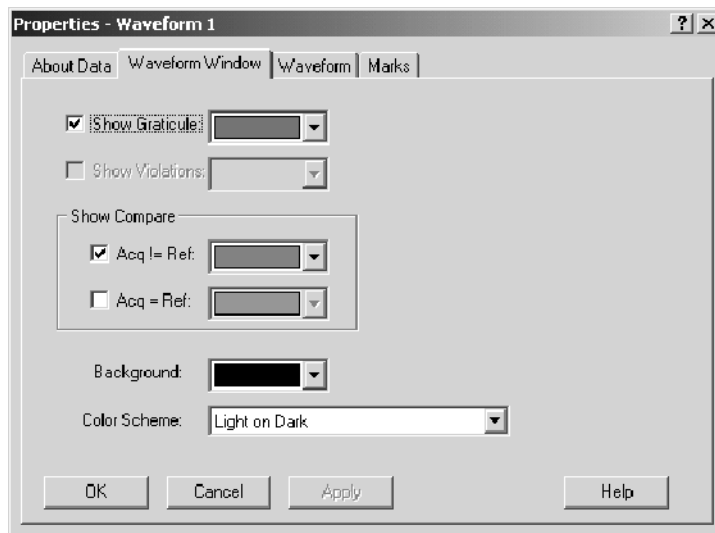 Properties - Waveform 1
About Data Waveform Window Waveform Marks
Show Graticule:
Show Violations:
Show Compare
Acq != Ref:
Acq = Ref:
Background:
Color Scheme: Light on Dark
OK Cancel Apply Help